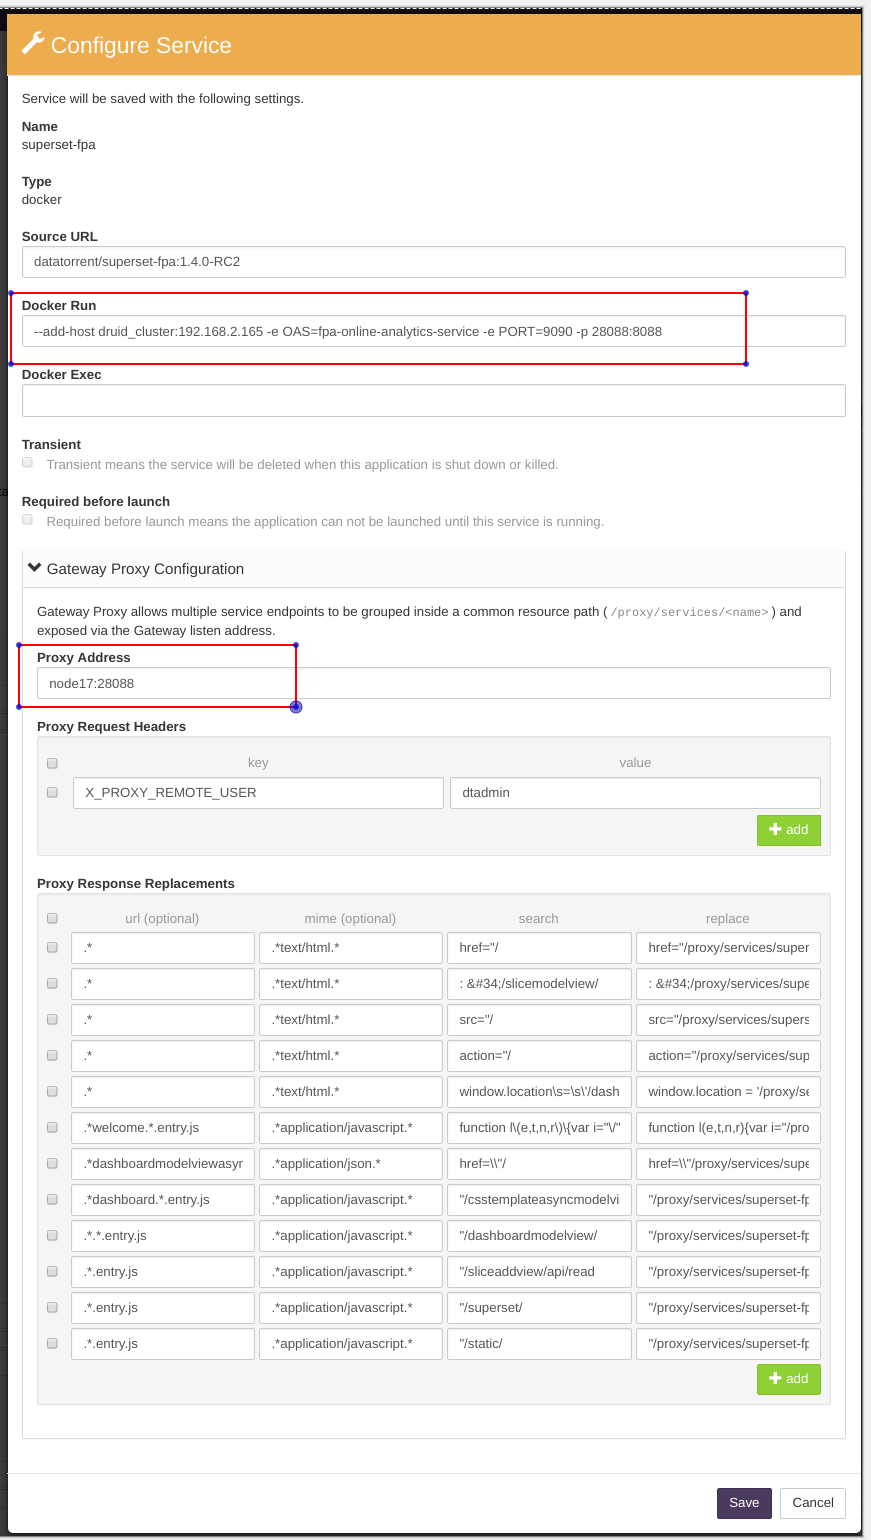 Configure Service
Service will be saved with the following settings.
Name
superset-fpa
Type
docker
Source URL
datatorrent/superset-fpa:1.4.0-RC2
Docker Run
--add-host druid_cluster:192.168.2.165 -e OAS=fpa-online-analytics-service -e PORT=9090 -p 28088:8088
Docker Exec
Transient
Transient means the service will be deleted when this application is shut down or killed.
Required before launch
Required before launch means the application can not be launched until this service is running.
Gateway Proxy Configuration
Gateway Proxy allows multiple service endpoints to be grouped inside a common resource path ( /proxy/services/<name> ) and
exposed via the Gateway listen address.
Proxy Address
node17:28088
Proxy Request Headers
key value
X_PROXY_REMOTE_USER dtadmin
add
Proxy Response Replacements
url (optional) mime (optional) search replace
.* .*text/html.* href="/ href="/proxy/services/super
.* .*text/html.* : &#34;/slicemodelview/ : &#34;/proxy/services/supe
.* .*text/html.* src="/ src="/proxy/services/supers
.* .*text/html.* action="/ action="/proxy/services/sup
.* .*text/html.* window.location\s=\s\'/dash window.location = '/proxy/se
.*welcome.*.entry.js .*application/javascript.* function l\(e,t,n,r\)\{var i="\/" function l(e,t,n,r){var i="/pro
.*dashboardmodelviewasyr .*application/json.* href=\\"/ href=\\"/proxy/services/supe
.*dashboard.*.entry.js .*application/javascript.* "/csstemplateasyncmodelvi "/proxy/services/superset-fp
.*.*.entry.js .*application/javascript.* "/dashboardmodelview/ "/proxy/services/superset-fp
.*.entry.js .*application/javascript.* "/sliceaddview/api/read "/proxy/services/superset-fp
.*.entry.js .*application/javascript.* "/superset/ "/proxy/services/superset-fp
.*.entry.js .*application/javascript.* "/static/ "/proxy/services/superset-fp
add
Save Cancel